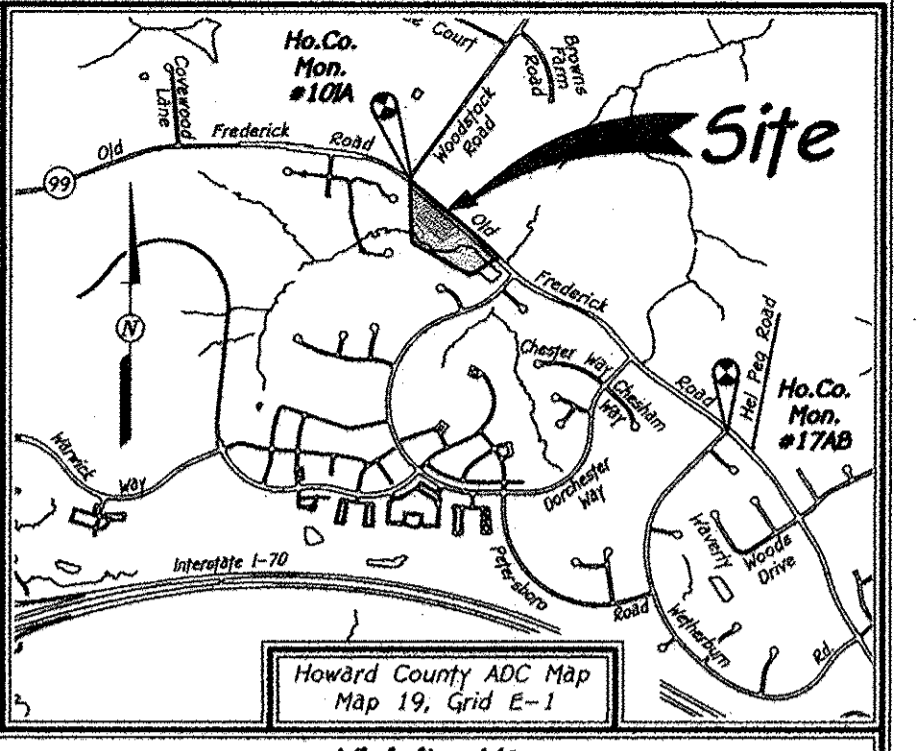 Court
Browns
Farm
Road
Ho.Co.
Mon.
#101A
Covewood
Lane
Woodstock
Road
Site
Old
Frederick
Road
99
Old
Frederick
N
Chester Way
Chesham
Way
Road
Hel Peg Road
Ho.Co.
Mon.
#17AB
Warwick
Way
Dorchester
Way
Waverly
Woods
Drive
Interstate I-70
Petersboro
Road
Wetherburn
Rd.
Howard County ADC Map
Map 19, Grid E-1